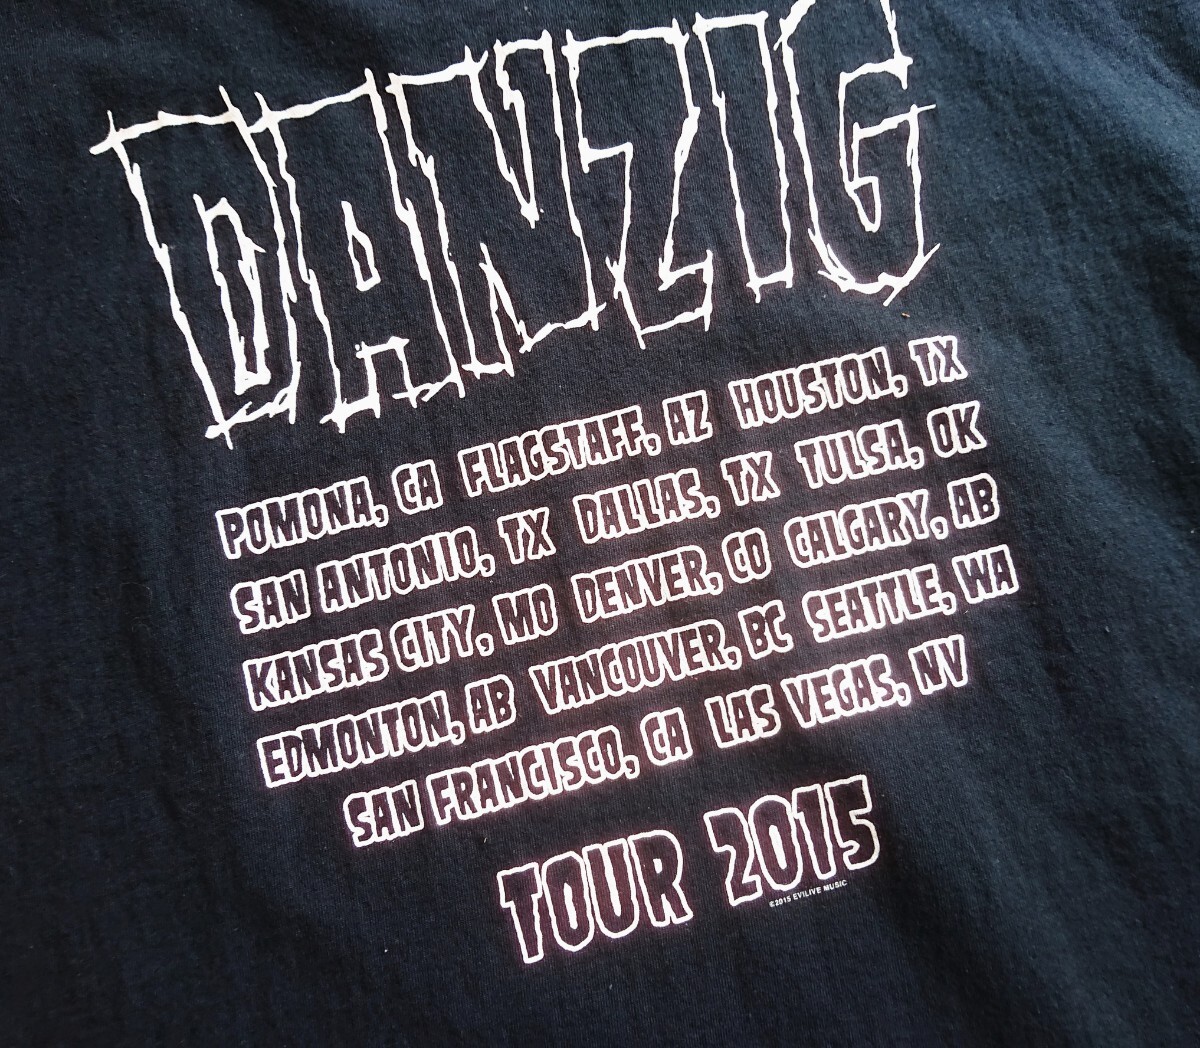 DANZIG
POMONA, CA FLAGSTAFF, AZ HOUSTON, TX
SAN ANTONIO, TX DALLAS, TX TULSA, OK
KANSAS CITY, MO DENVER, CO CALGARY, AB
EDMONTON, AB VANCOUVER, BC SEATTLE, WA
SAN FRANCISCO, CA LAS VEGAS, NV
TOUR 2015
©2015 EVILIVE MUSIC